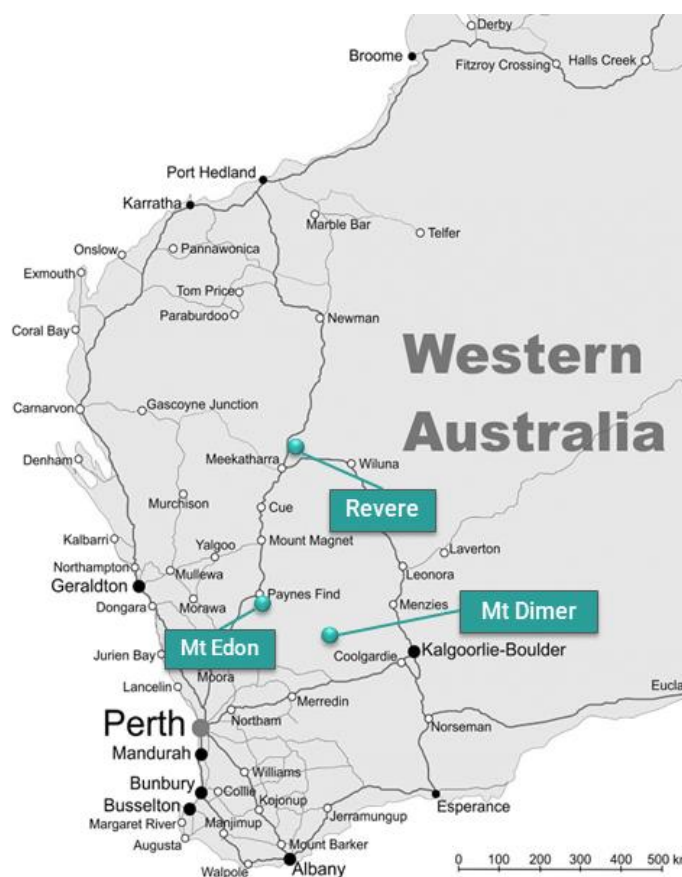 Derby
Broome
Fitzroy Crossing
Halls Creek
Port Hedland
Karratha
Marble Bar
Telfer
Onslow
Pannawonica
Exmouth
Tom Price
Paraburdoo
Newman
Coral Bay
Western
Australia
Carnarvon
Gascoyne Junction
Denham
Meekatharra
Wiluna
Revere
Murchison
Cue
Kalbarri
Yalgoo
Mount Magnet
Laverton
Northampton
Mullewa
Leonora
Geraldton
Paynes Find
Dongara
Morawa
Menzies
Mt Dimer
Mt Edon
Jurien Bay
Coolgardie
Kalgoorlie-Boulder
Moora
Lancelin
Merredin
Eucla
Perth
Northam
Norseman
Mandurah
Williams
Bunbury
Collie
Kojonup
Esperance
Busselton
Margaret River
Manjimup
Jerramungup
Augusta
Mount Barker
Walpole
Albany
0 100 200 300 400 500 km